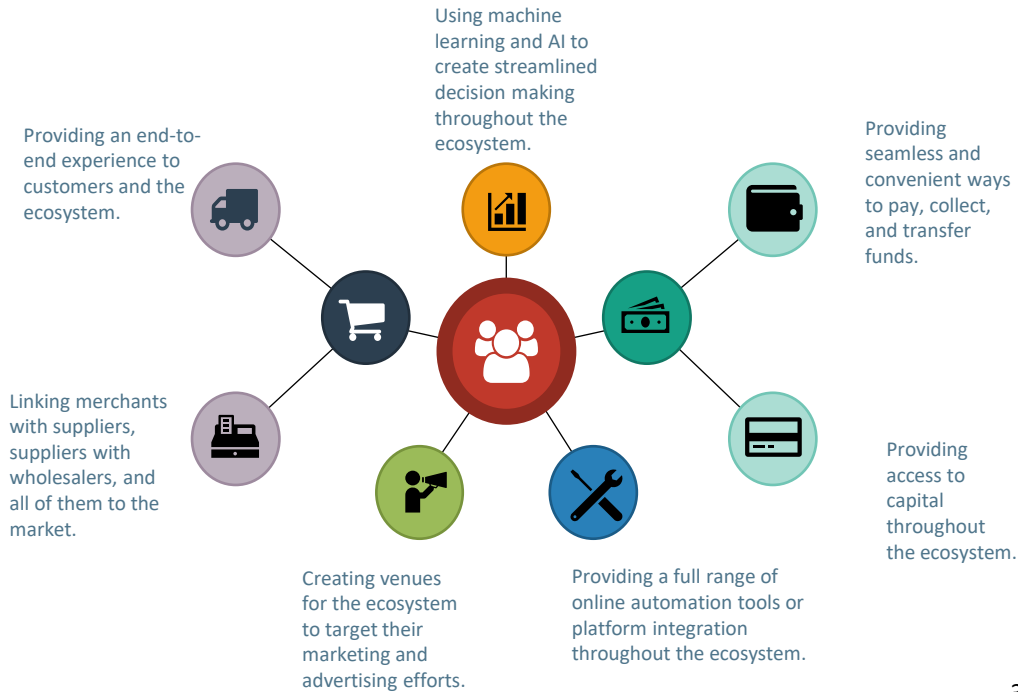 Using machine
learning and AI to
create streamlined
decision making
throughout the
ecosystem.
Providing an end-to-
end experience to
customers and the
ecosystem.
Providing
seamless and
convenient ways
to pay, collect,
and transfer
funds.
Linking merchants
with suppliers,
suppliers with
wholesalers, and
all of them to the
market.
Providing
access to
capital
throughout
the ecosystem.
Creating venues
for the ecosystem
to target their
marketing and
advertising efforts.
Providing a full range of
online automation tools or
platform integration
throughout the ecosystem.